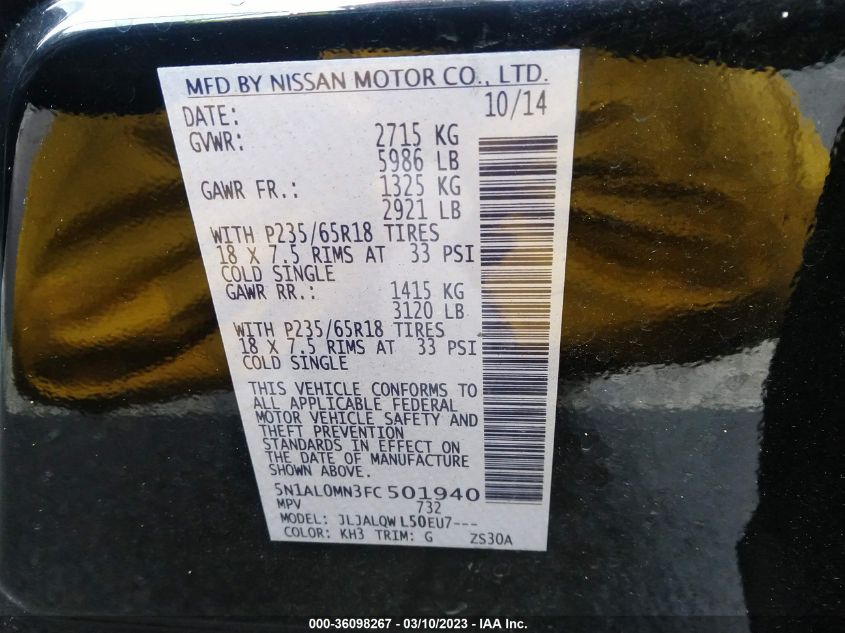 MFD BY NISSAN MOTOR CO., LTD.
DATE: 10/14
GVWR: 2715 KG
5986 LB
GAWR FR.: 1325 KG
2921 LB
WITH P235/65R18 TIRES
18 X 7.5 RIMS AT 33 PSI
COLD SINGLE
GAWR RR.: 1415 KG
3120 LB
WITH P235/65R18 TIRES
18 X 7.5 RIMS AT 33 PSI
COLD SINGLE
THIS VEHICLE CONFORMS TO
ALL APPLICABLE FEDERAL
MOTOR VEHICLE SAFETY AND
THEFT PREVENTION
STANDARDS IN EFFECT ON
THE DATE OF MANUFACTURE
SHOWN ABOVE.
5N1AL0MN3FC501940
MPV 732
MODEL: JLJALQWL50EU7---
COLOR: KH3 TRIM: G ZS30A
000-36098267 - 03/10/2023 - IAA Inc.